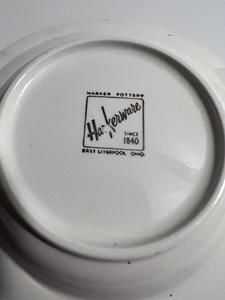 HARKER POTTERY
Harkerware
SINCE
1840
EAST LIVERPOOL OHIO.